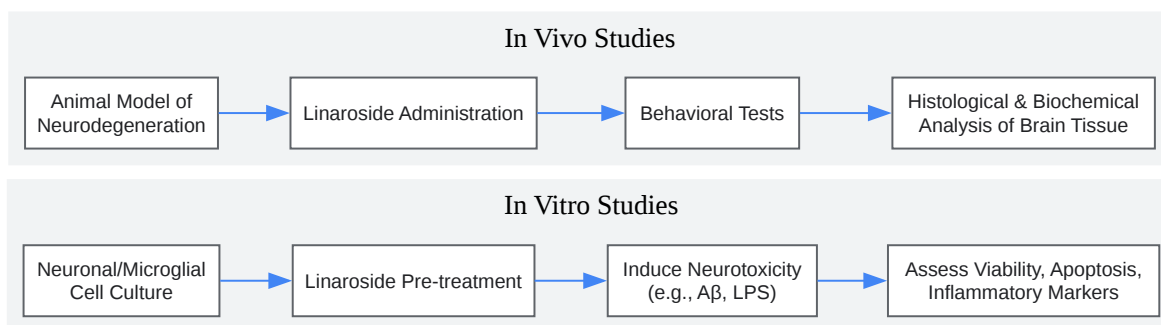 In Vivo Studies
Animal Model of
Neurodegeneration
Linaroside Administration
Behavioral Tests
Histological & Biochemical
Analysis of Brain Tissue
In Vitro Studies
Neuronal/Microglial
Cell Culture
Linaroside Pre-treatment
Induce Neurotoxicity
(e.g., Aβ, LPS)
Assess Viability, Apoptosis,
Inflammatory Markers